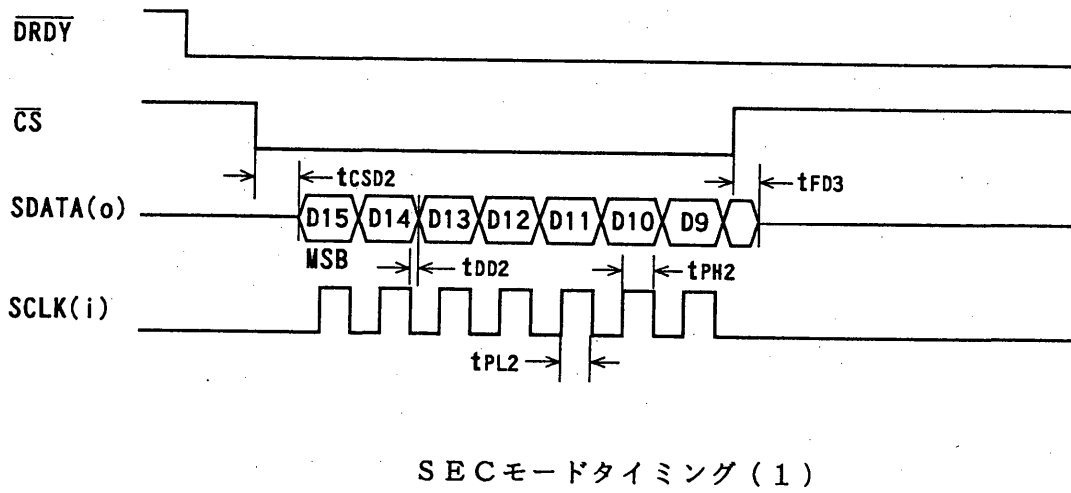 DRDY
CS
tCSD2
tFD3
SDATA(o)
D15 D14 D13 D12 D11 D10 D9
MSB
tDD2
tPH2
SCLK(i)
tPL2
SECモードタイミング(1)